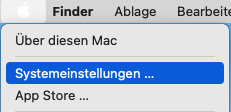 Finder Ablage Bearbeite
Über diesen Mac
Systemeinstellungen ...
App Store ...